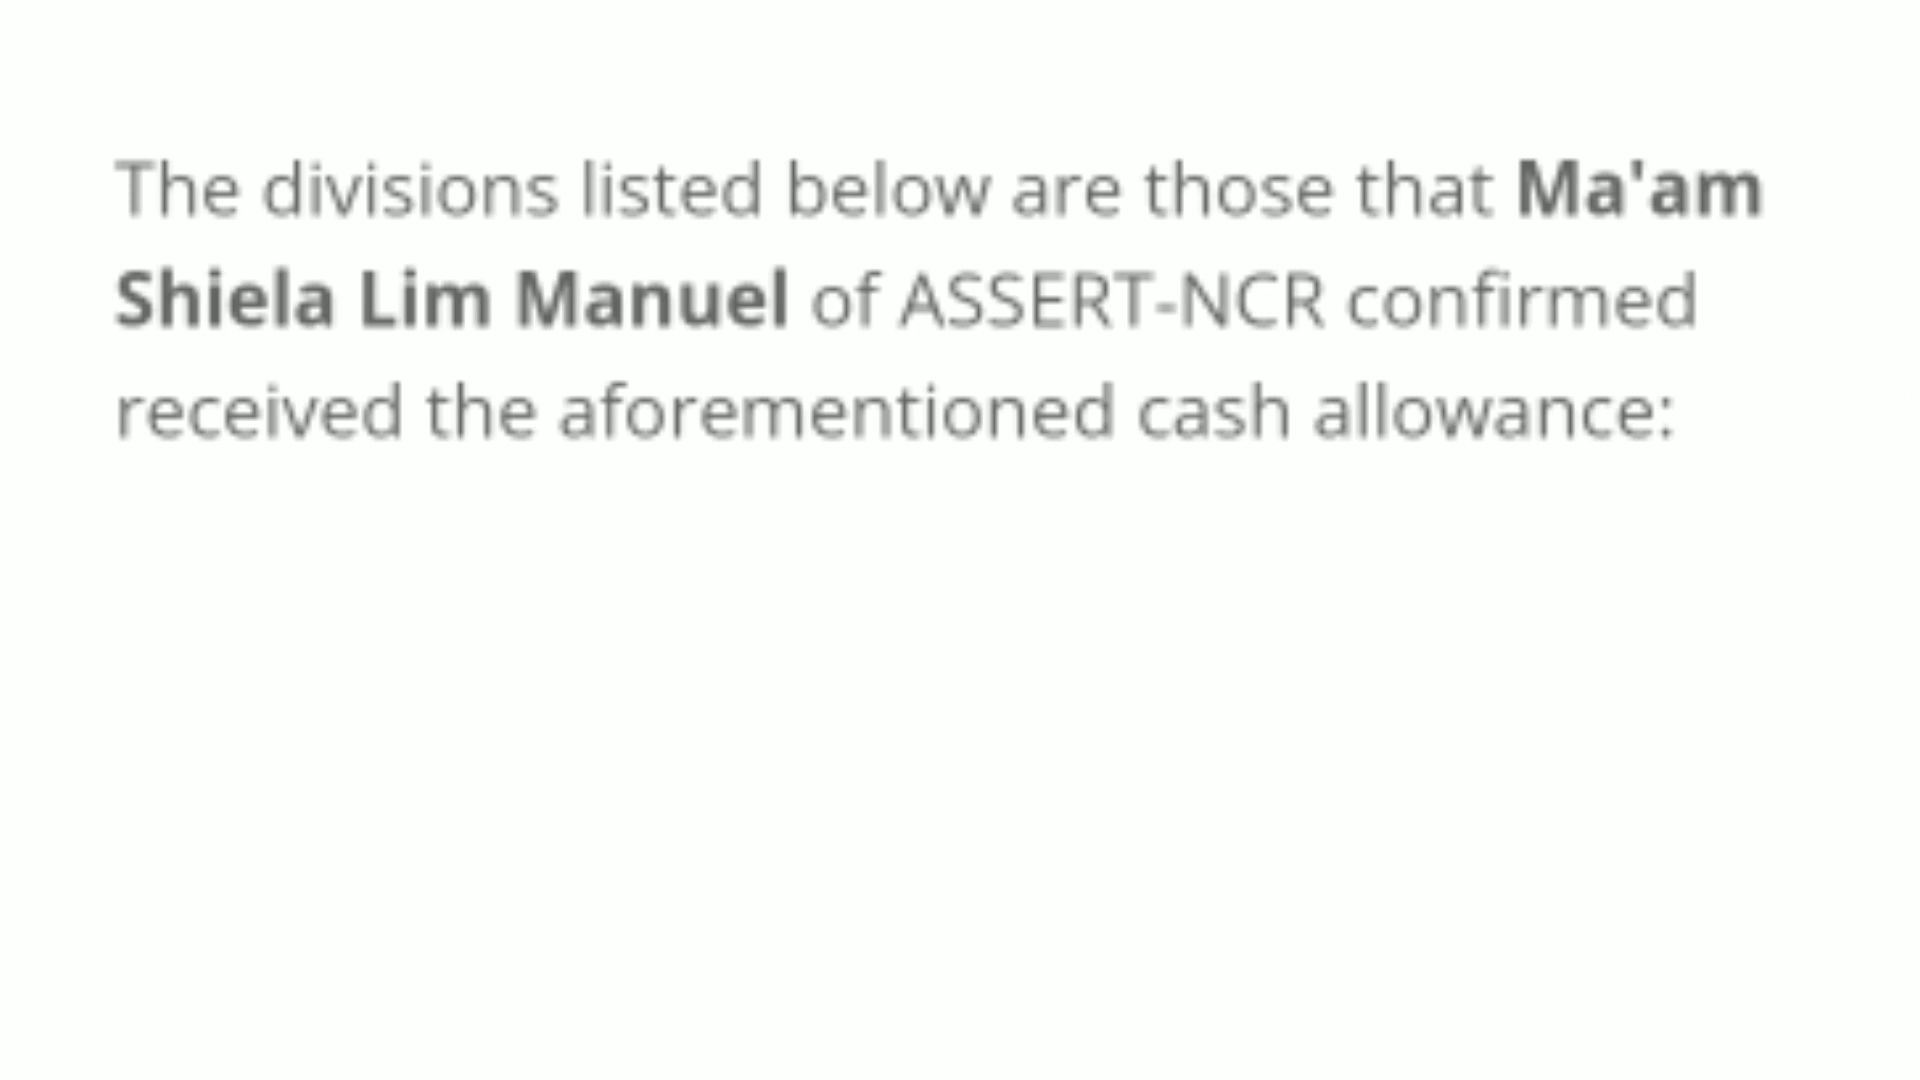 The divisions listed below are those that Ma'am
Shiela Lim Manuel of ASSERT-NCR confirmed
received the aforementioned cash allowance: